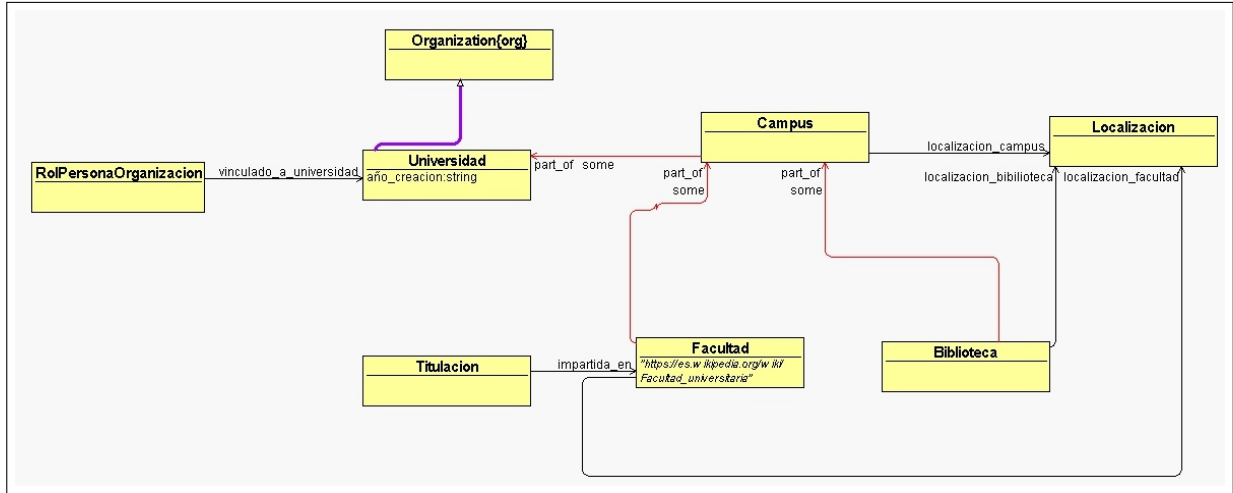 Organization{org}
Campus
Localizacion
Universidad
año_creacion:string
RolPersonaOrganizacion
vinculado_a_universidad
part_of some
localizacion_campus
part_of
some
part_of
some
localizacion_bibilioteca
localizacion_facultad
Facultad
"https://es.wikipedia.org/wiki/
Facultad_universitaria"
Biblioteca
Titulacion
impartida_en